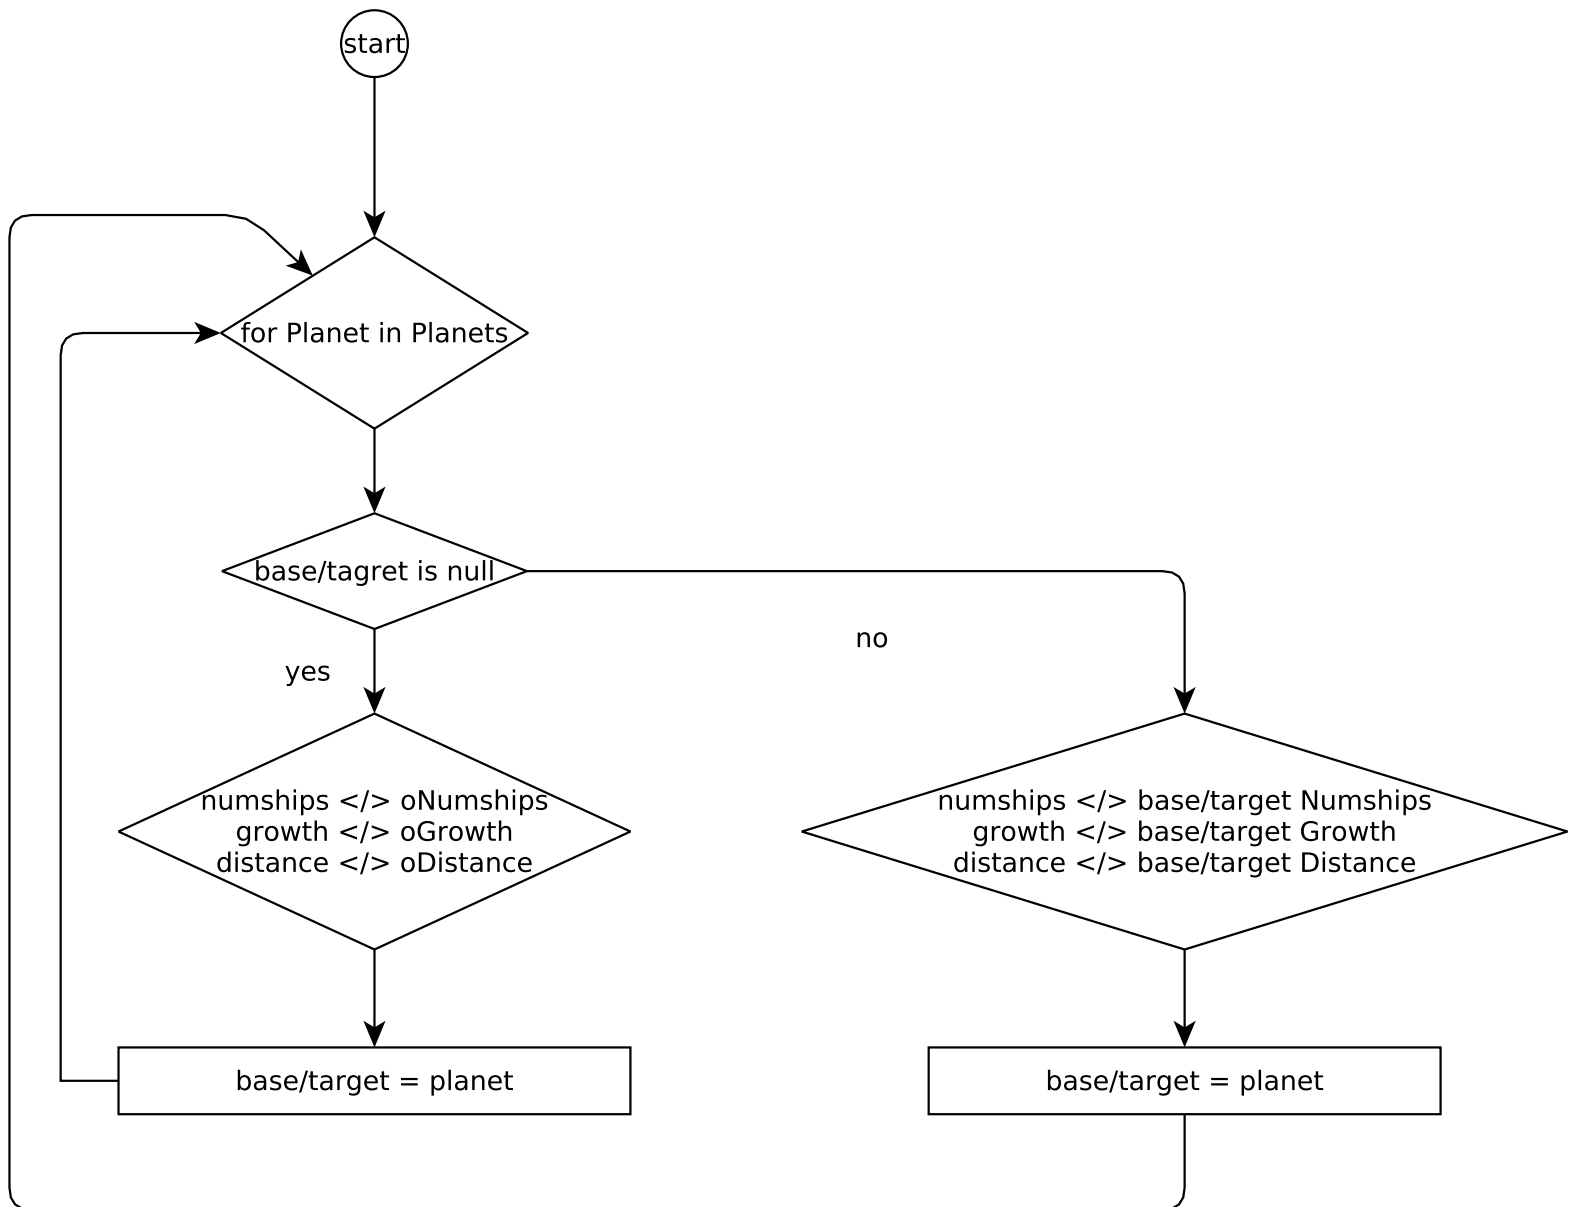 start
for Planet in Planets
base/tagret is null
no
yes
numships </> oNumships
growth </> oGrowth
distance </> oDistance
numships </> base/target Numships
growth </> base/target Growth
distance </> base/target Distance
base/target = planet
base/target = planet